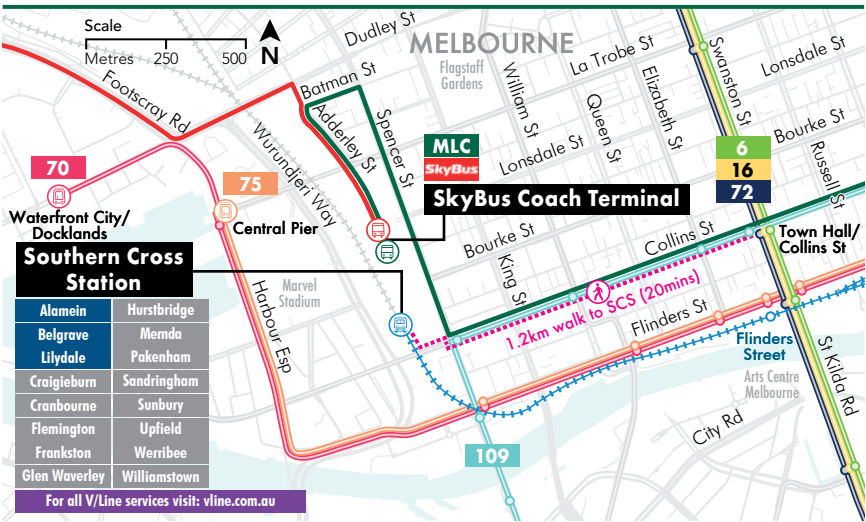 Scale
Metres 250 500
N
MELBOURNE
Dudley St
Batman St
Flagstaff
Gardens
La Trobe St
Swanston St
Lonsdale St
Footscray Rd
William St
Elizabeth St
Queen St
Bourke St
Adderley St
Spencer St
Wurundjeri Way
Lonsdale St
Russell St
MLC
SkyBus
SkyBus Coach Terminal
6
16
72
70
75
Waterfront City/
Docklands
Central Pier
Bourke St
Collins St
Town Hall/
Collins St
King St
Southern Cross
Station
Marvel
Stadium
Harbour Esp
1.2km walk to SCS (20mins)
Flinders St
Flinders
Street
Arts Centre
Melbourne
St Kilda Rd
City Rd
109
Alamein Hurstbridge
Belgrave Mernda
Lilydale Pakenham
Craigieburn Sandringham
Cranbourne Sunbury
Flemington Upfield
Frankston Werribee
Glen Waverley Williamstown
For all V/Line services visit: vline.com.au